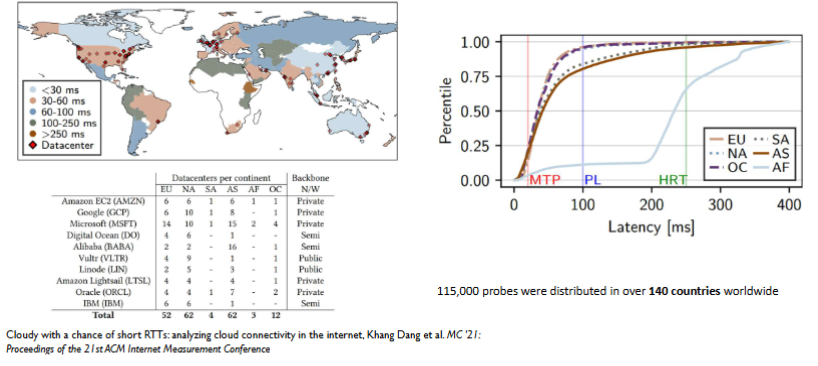 <30 ms
30-60 ms
60-100 ms
100-250 ms
>250 ms
Datacenter
Percentile
1.00
0.75
0.50
0.25
0.00
MTP
PL
HRT
EU
NA
OC
SA
AS
AF
0 100 200 300 400
Latency [ms]
Datacenters per continent Backbone
EU NA SA AS AF OC N/W
Amazon EC2 (AMZN) 6 6 1 6 1 1 Private
Google (GCP) 6 10 1 8 - 1 Private
Microsoft (MSFT) 14 10 1 15 2 4 Private
Digital Ocean (DO) 4 6 - 1 - - Semi
Alibaba (BABA) 2 2 - 16 - 1 Semi
Vultr (VLTR) 4 9 - 1 - 1 Public
Linode (LIN) 2 5 - 3 - 1 Public
Amazon Lightsail (LTSL) 4 4 - 4 - 1 Private
Oracle (ORCL) 4 4 1 7 - 2 Private
IBM (IBM) 6 6 - 1 - - Semi
Total 52 62 4 62 3 12
115,000 probes were distributed in over 140 countries worldwide
Cloudy with a chance of short RTTs: analyzing cloud connectivity in the internet, Khang Dang et al. MC '21:
Proceedings of the 21st ACM Internet Measurement Conference